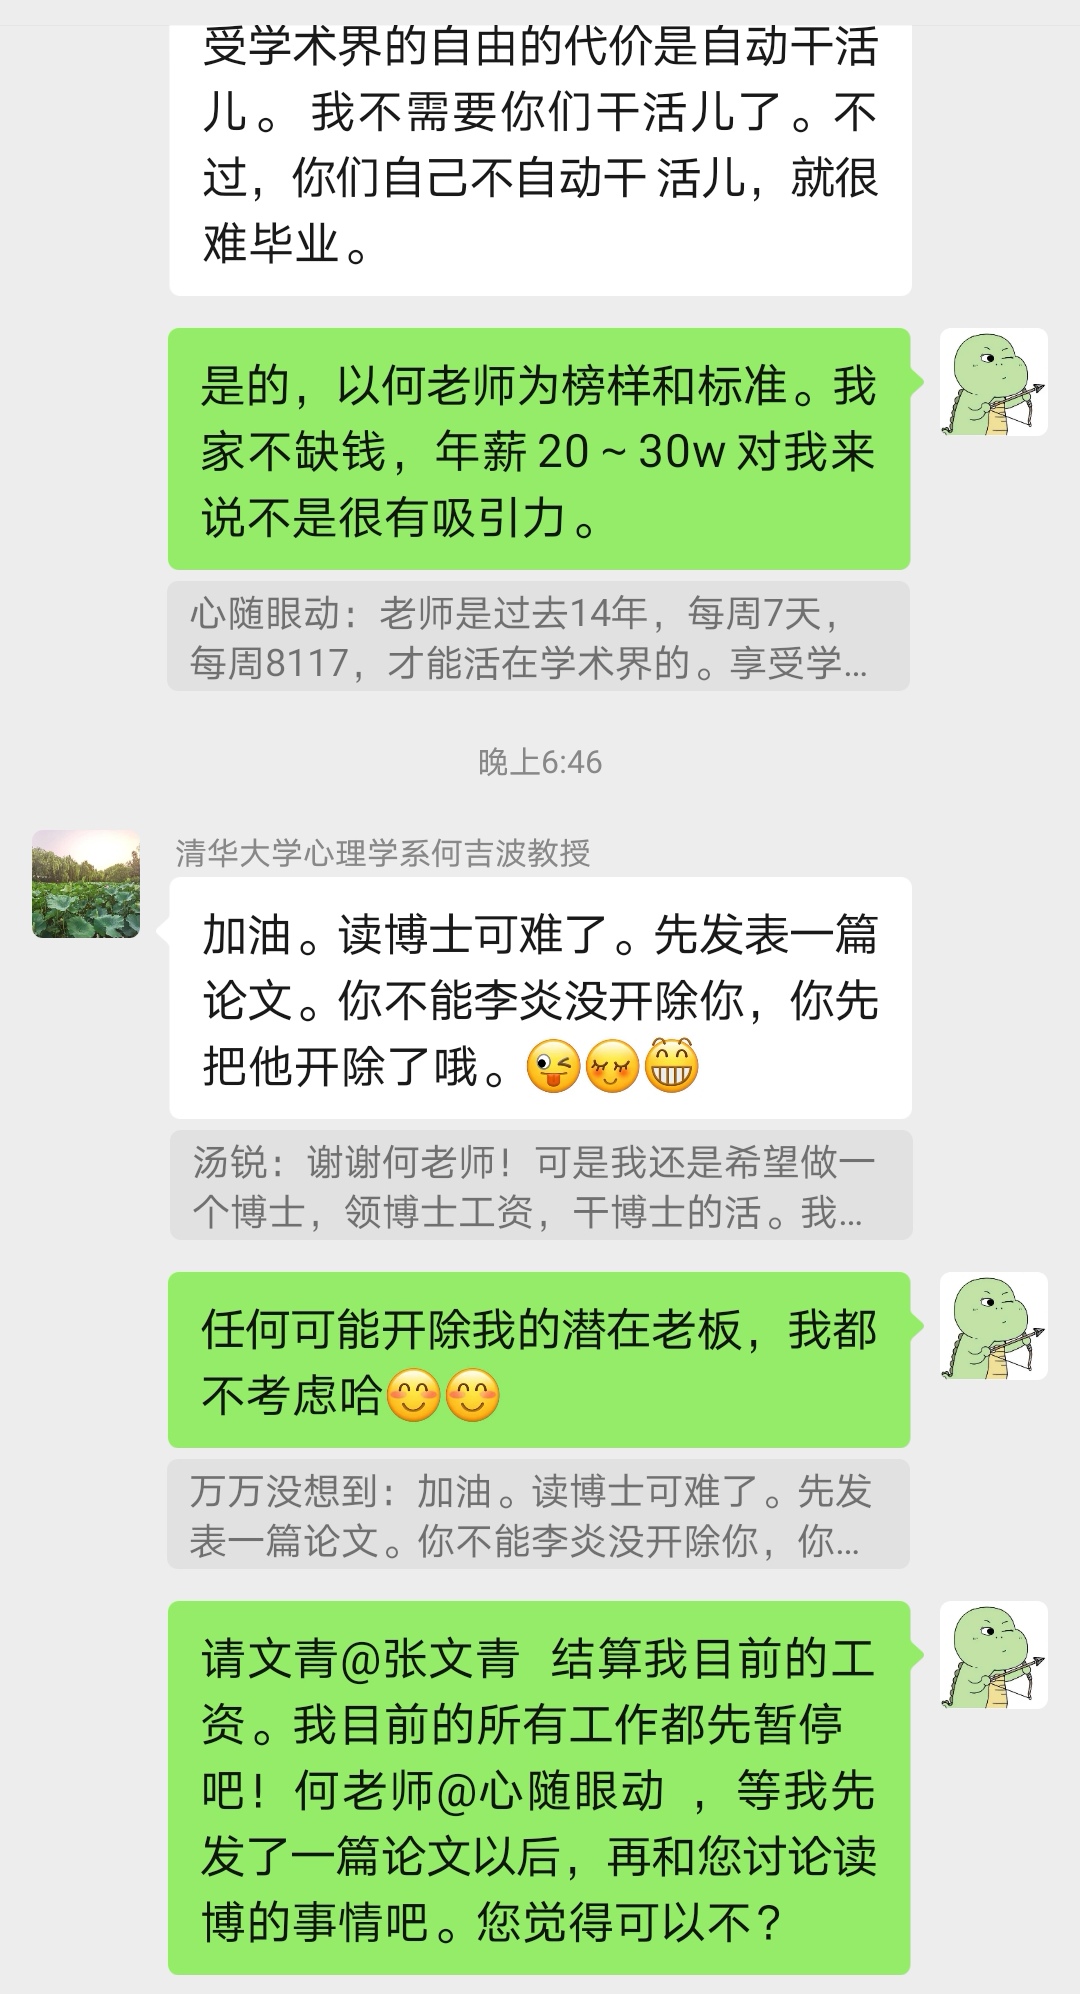 受学术界的自由的代价是自动干活
儿。我不需要你们干活儿了。不
过，你们自己不自动干 活儿，就很
难毕业。
是的，以何老师为榜样和标准。我
家不缺钱，年薪 20 ~ 30w 对我来
说不是很有吸引力。
心随眼动：老师是过去14年，每周7天，
每周8117，才能活在学术界的。享受学...
晚上6:46
清华大学心理学系何吉波教授
加油。读博士可难了。先发表一篇
论文。你不能李炎没开除你，你先
把他开除了哦。😜😌😁
汤锐：谢谢何老师！可是我还是希望做一
个博士，领博士工资，干博士的活。我...
任何可能开除我的潜在老板，我都
不考虑哈😊😊
万万没想到：加油。读博士可难了。先发
表一篇论文。你不能李炎没开除你，你...
请文青@张文青 结算我目前的工
资。我目前的所有工作都先暂停
吧！何老师@心随眼动 ，等我先
发了一篇论文以后，再和您讨论读
博的事情吧。您觉得可以不？